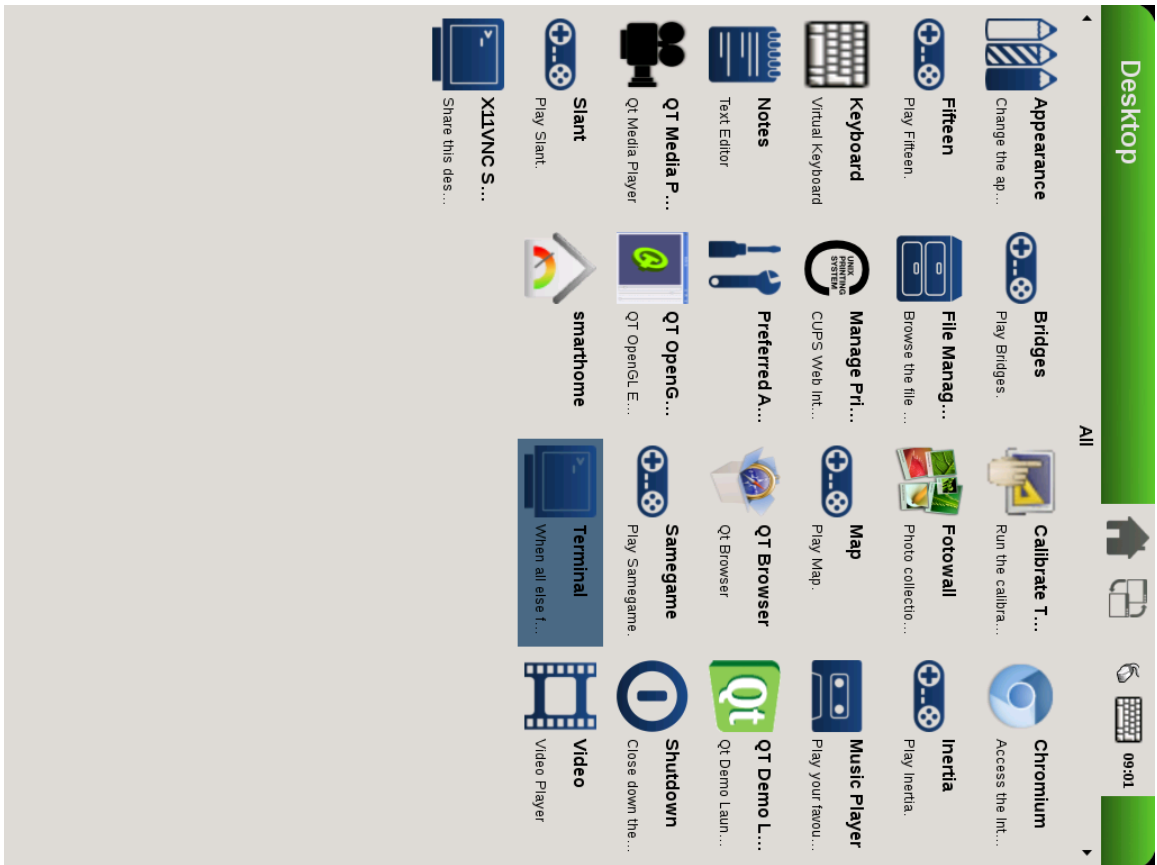 Desktop
09:01
All
Appearance
Change the ap...
Bridges
Play Bridges.
Calibrate T...
Run the calibra...
Chromium
Access the Int...
Fifteen
Play Fifteen.
File Manag...
Browse the file ...
Fotowall
Photo collectio...
Inertia
Play Inertia.
Keyboard
Virtual Keyboard
UNIX
PRINTING
SYSTEM
Manage Pri...
CUPS Web Int...
Map
Play Map.
Music Player
Play your favou...
Notes
Text Editor
Preferred A...
QT Browser
Qt Browser
Qt
QT Demo L...
Qt Demo Laun...
QT Media P...
Qt Media Player
QT OpenG...
QT OpenGL E...
Samegame
Play Samegame.
Shutdown
Close down the...
Slant
Play Slant.
smarthome
Terminal
When all else f...
Video
Video Player
X11VNC S...
Share this des...